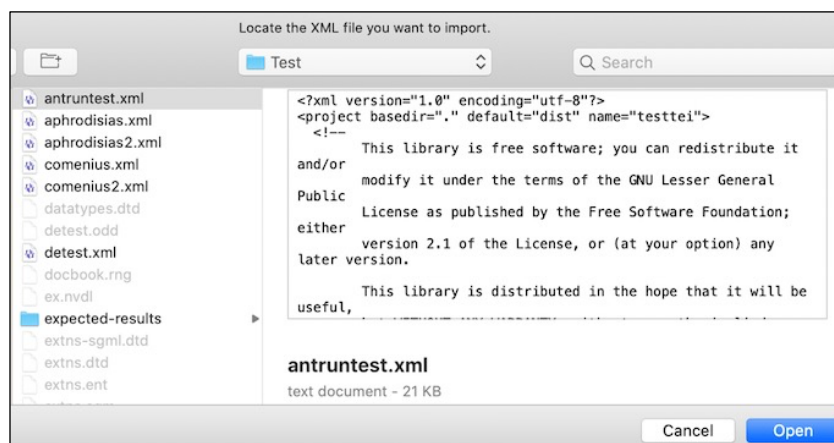 Locate the XML file you want to import.
Test
Search
antruntest.xml
aphrodisias.xml
aphrodisias2.xml
comenius.xml
comenius2.xml
datatypes.dtd
detest.odd
detest.xml
docbook.rng
ex.nvdl
expected-results
extns-sgml.dtd
extns.dtd
extns.ent
<?xml version="1.0" encoding="utf-8"?>
<project basedir="." default="dist" name="testtei">
<!--
This library is free software; you can redistribute it
and/or
modify it under the terms of the GNU Lesser General
Public
License as published by the Free Software Foundation;
either
version 2.1 of the License, or (at your option) any
later version.
This library is distributed in the hope that it will be
useful,
antruntest.xml
text document - 21 KB
Cancel
Open